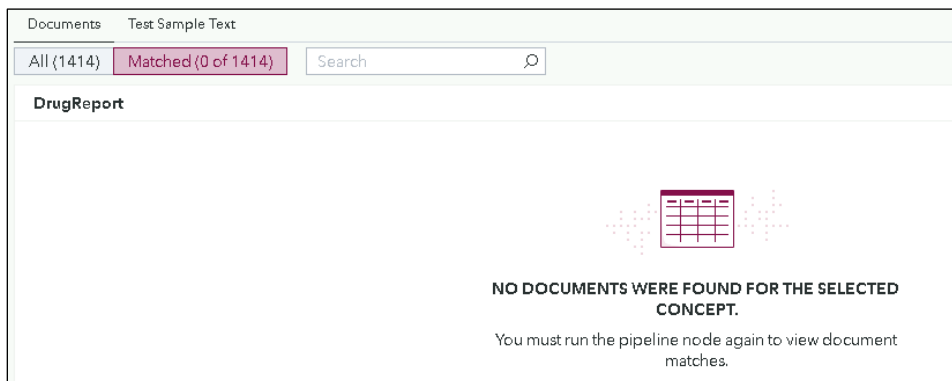 Documents Test Sample Text
All (1414) Matched (0 of 1414) Search
DrugReport
NO DOCUMENTS WERE FOUND FOR THE SELECTED
CONCEPT.
You must run the pipeline node again to view document
matches.